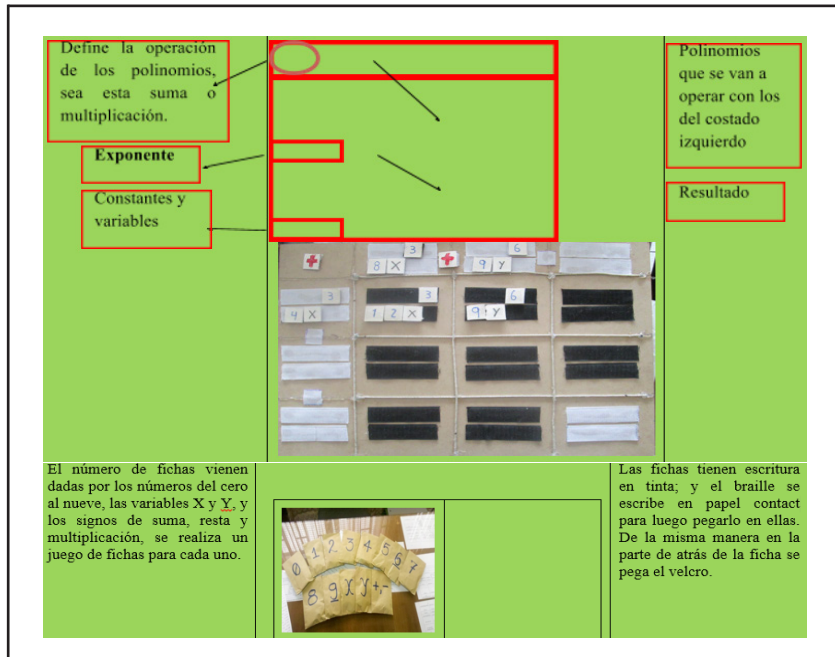 Define la operación
de los polinomios,
sea esta suma o
multiplicación.
Exponente
Constantes y
variables
Polinomios
que se van a
operar con los
del costado
izquierdo
Resultado
+ 8 X 3 + 9 Y 6
3
4 X
3
1 2 X
6
9 Y
El número de fichas vienen
dadas por los números del cero
al nueve, las variables X y Y, y
los signos de suma, resta y
multiplicación, se realiza un
juego de fichas para cada uno.
0 1 2 3 4 5 6 7
8 9 X Y +,-
Las fichas tienen escritura
en tinta; y el braille se
escribe en papel contact
para luego pegarlo en ellas.
De la misma manera en la
parte de atrás de la ficha se
pega el velcro.